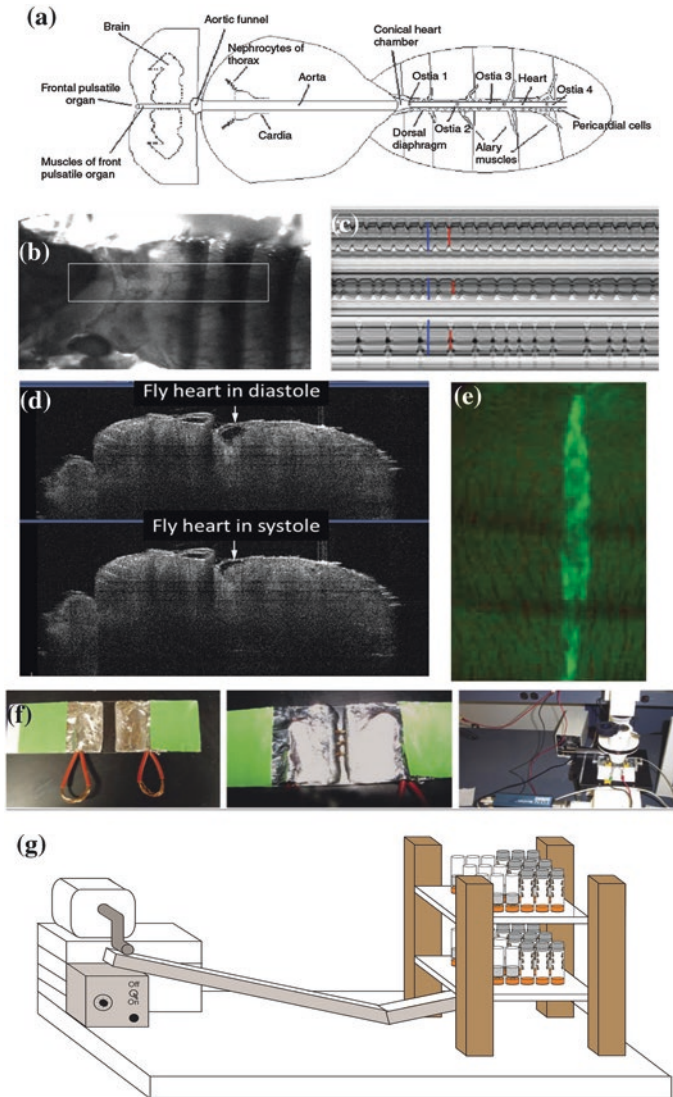 (a)
Brain
Aortic funnel
Nephrocytes of
thorax
Conical heart
chamber
Ostia 1
Ostia 3
Heart
Ostia 4
Aorta
Frontal pulsatile
organ
Muscles of front
pulsatile organ
Cardia
Dorsal
diaphragm
Ostia 2
Alary
muscles
Pericardial cells
(b)
(c)
(d)
Fly heart in diastole
Fly heart in systole
(e)
(f)
(g)
Off
On